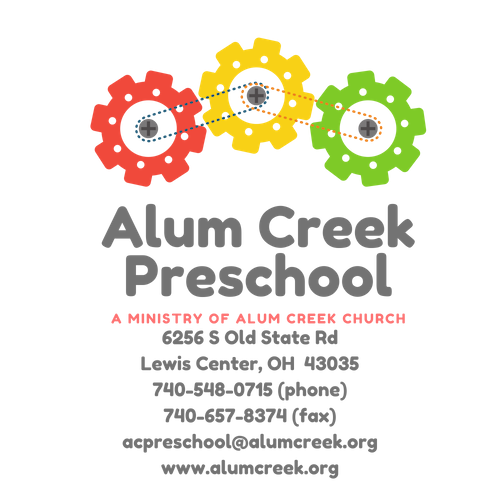 Alum Creek
Preschool
A MINISTRY OF ALUM CREEK CHURCH
6256 S Old State Rd
Lewis Center, OH  43035
740-548-0715 (phone)
740-657-8374 (fax)
acpreschool@alumcreek.org
www.alumcreek.org